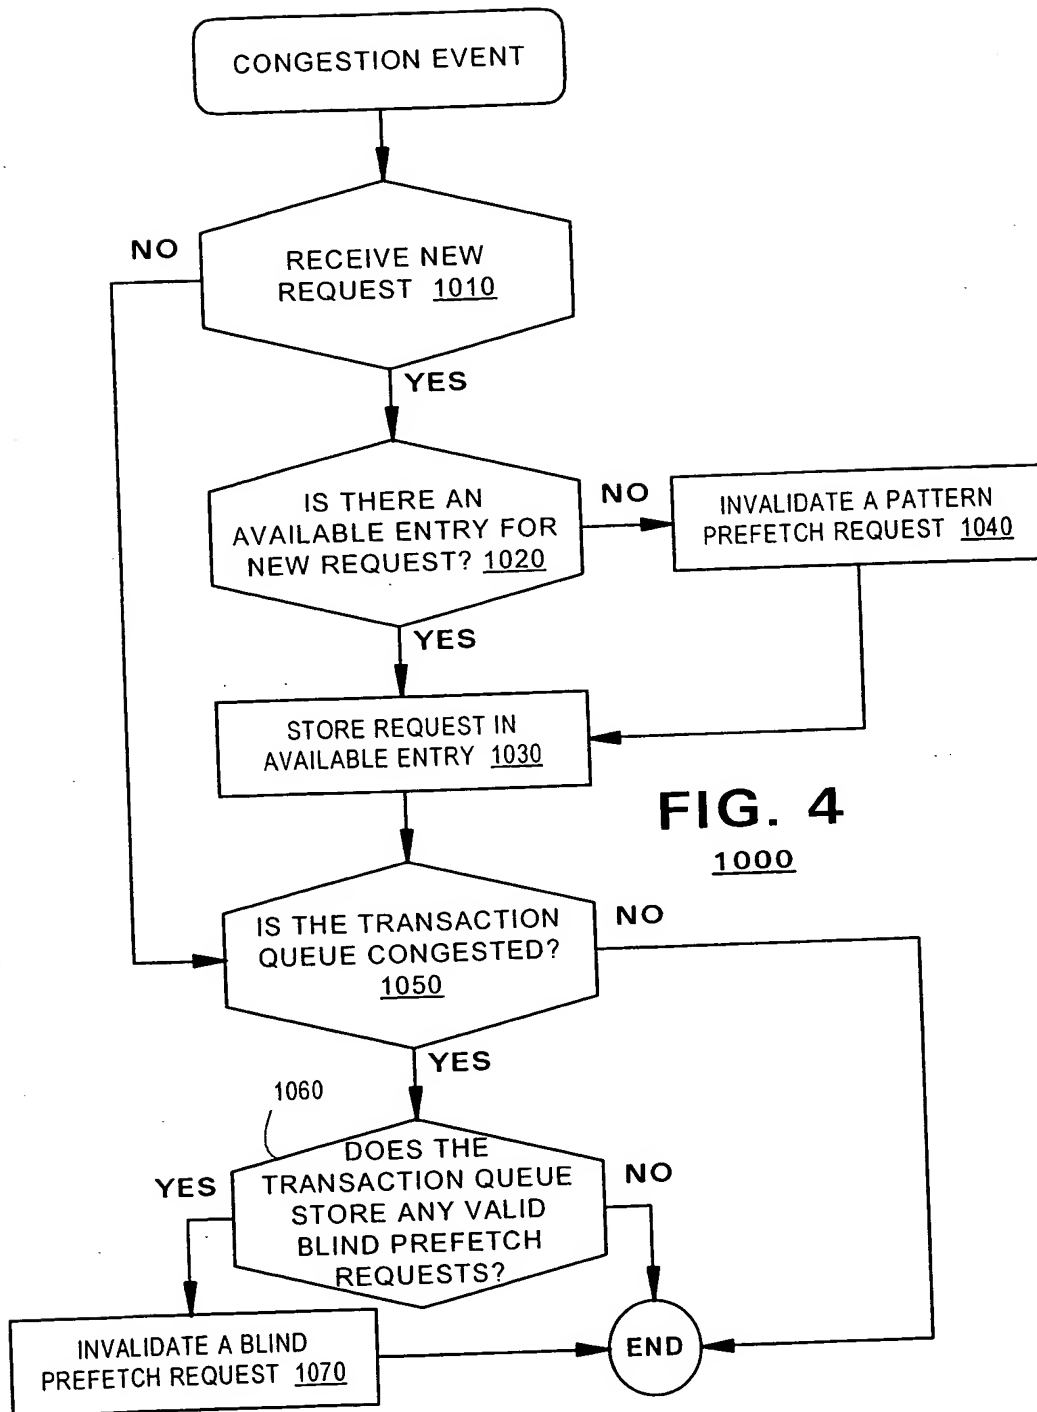 CONGESTION EVENT
NO
RECEIVE NEW
REQUEST 1010
YES
IS THERE AN
AVAILABLE ENTRY FOR
NEW REQUEST? 1020
NO
INVALIDATE A PATTERN
PREFETCH REQUEST 1040
YES
STORE REQUEST IN
AVAILABLE ENTRY 1030
FIG. 4
1000
IS THE TRANSACTION
QUEUE CONGESTED?
1050
NO
YES
1060
DOES THE
TRANSACTION QUEUE
STORE ANY VALID
BLIND PREFETCH
REQUESTS?
YES
NO
INVALIDATE A BLIND
PREFETCH REQUEST 1070
END